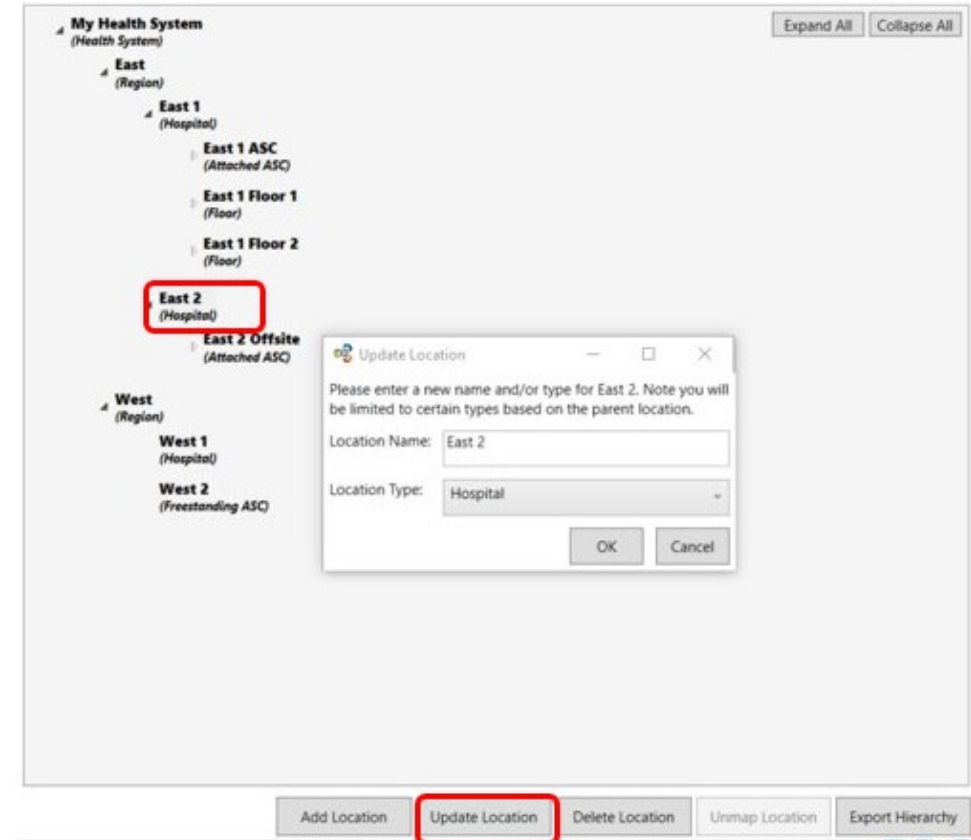 My Health System
(Health System)
Expand All
Collapse All
East
(Region)
East 1
(Hospital)
East 1 ASC
(Attached ASC)
East 1 Floor 1
(Floor)
East 1 Floor 2
(Floor)
East 2
(Hospital)
East 2 Offsite
(Attached ASC)
West
(Region)
West 1
(Hospital)
West 2
(Freestanding ASC)
Update Location
Please enter a new name and/or type for East 2. Note you will
be limited to certain types based on the parent location.
Location Name: East 2
Location Type: Hospital
OK
Cancel
Add Location
Update Location
Delete Location
Unmap Location
Export Hierarchy